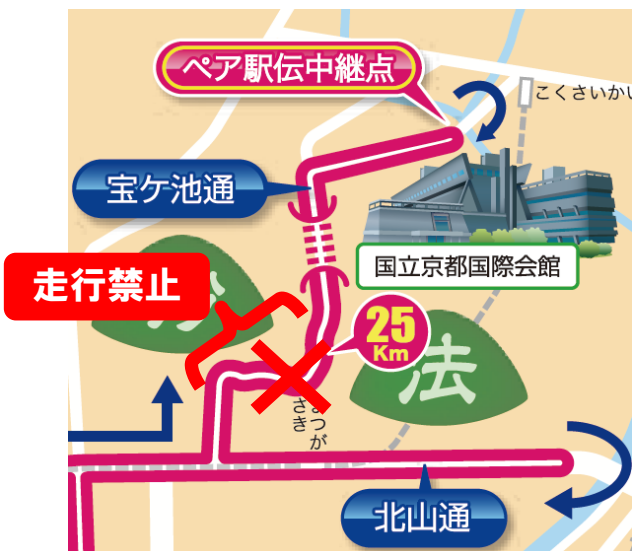 ペア駅伝中継点
こくさいかい
宝ケ池通
国立京都国際会館
走行禁止
25
Km
法
まつが
さき
北山通